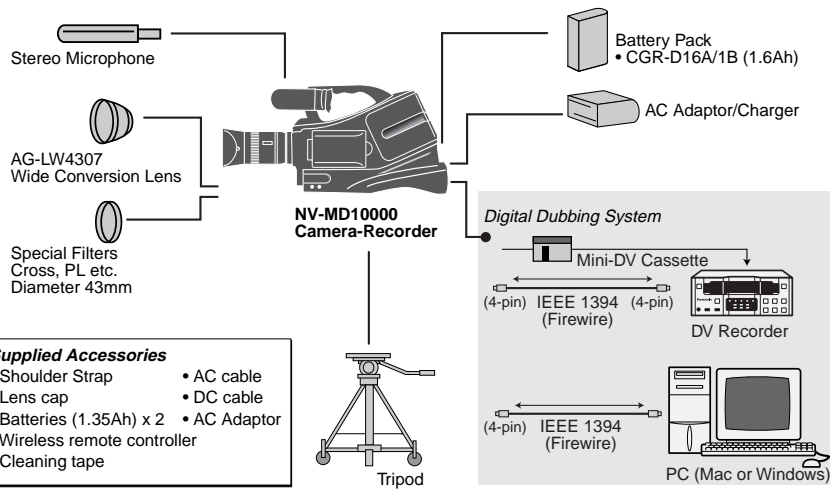 Stereo Microphone
Battery Pack
• CGR-D16A/1B (1.6Ah)
AC Adaptor/Charger
AG-LW4307
Wide Conversion Lens
Special Filters
Cross, PL etc.
Diameter 43mm
NV-MD10000
Camera-Recorder
Digital Dubbing System
Mini-DV Cassette
(4-pin) IEEE 1394 (4-pin)
(Firewire)
Panasonic
DV Recorder
(4-pin) IEEE 1394
(Firewire)
PC (Mac or Windows)
Tripod
Supplied Accessories
Shoulder Strap • AC cable
Lens cap • DC cable
Batteries (1.35Ah) x 2 • AC Adaptor
Wireless remote controller
Cleaning tape